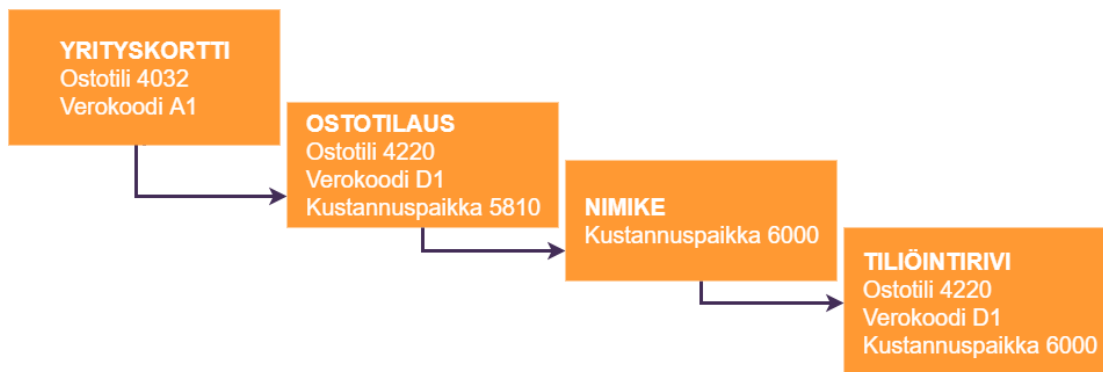 YRITYSKORTTI
Ostotili 4032
Verokoodi A1
OSTOTILAUS
Ostotili 4220
Verokoodi D1
Kustannuspaikka 5810
NIMIKE
Kustannuspaikka 6000
TILIÖINTIRIVI
Ostotili 4220
Verokoodi D1
Kustannuspaikka 6000